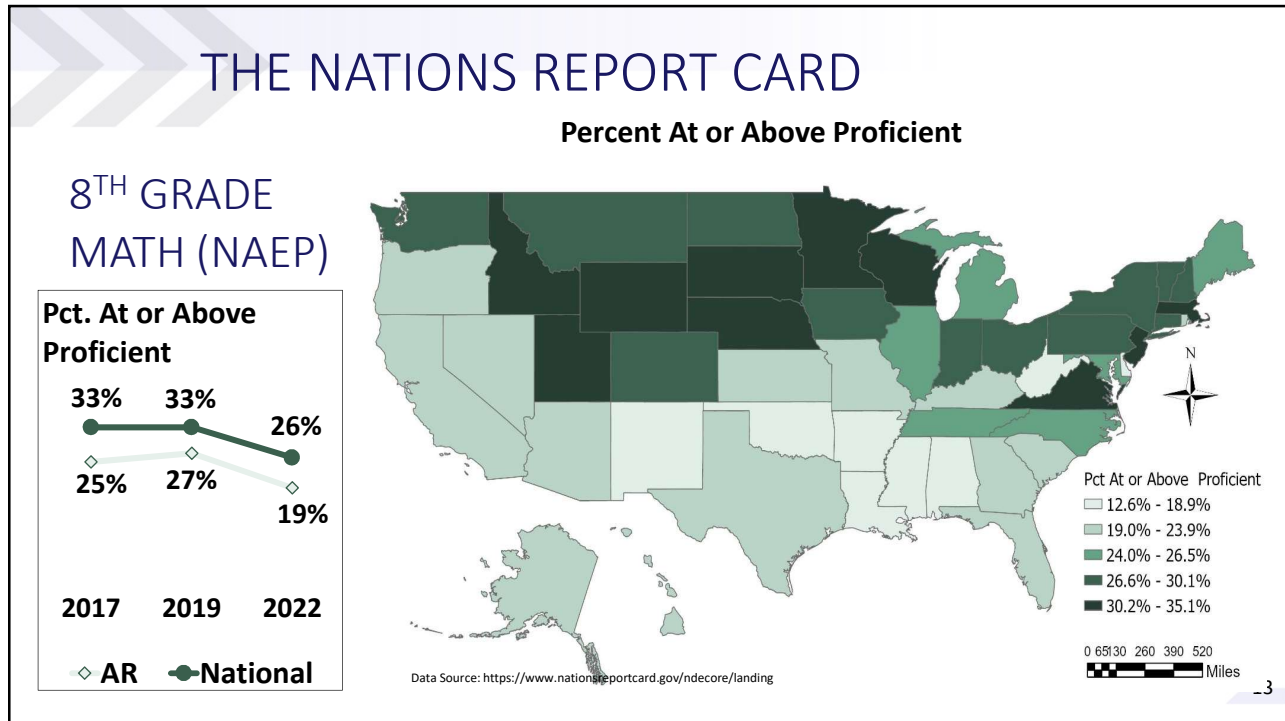 THE NATIONS REPORT CARD
Percent At or Above Proficient
8TH GRADE
MATH (NAEP)
Pct. At or Above
Proficient
33% 33% 26%
25% 27% 19%
2017 2019 2022
AR National
N
Pct At or Above Proficient
12.6% - 18.9%
19.0% - 23.9%
24.0% - 26.5%
26.6% - 30.1%
30.2% - 35.1%
0 65130 260 390 520
Miles
Data Source: https://www.nationsreportcard.gov/ndecore/landing
13